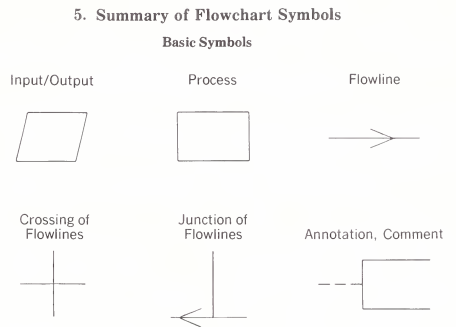 5. Summary of Flowchart Symbols
Basic Symbols
Input/Output
Process
Flowline
Crossing of
Flowlines
Junction of
Flowlines
Annotation, Comment